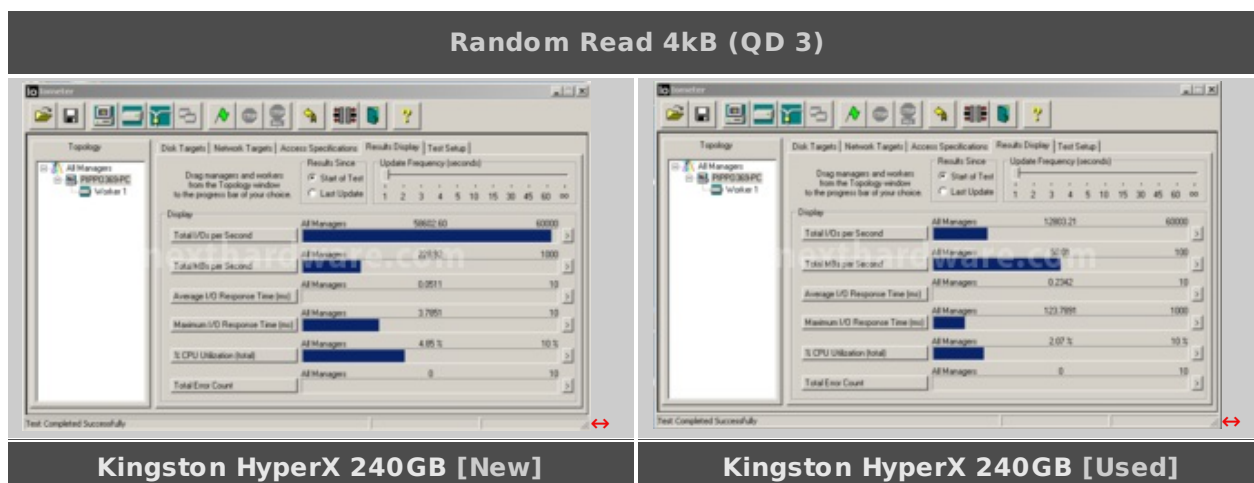 Random Read 4kB (QD 3)
Iometer
Topology
All Managers
PIPPO369-PC
Worker 1
Disk Targets Network Targets Access Specifications Results Display Test Setup
Drag managers and workers
from the Topology window
to the progress bar of your choice.
Results Since
Start of Test
Last Update
Update Frequency (seconds)
1 2 3 4 5 10 15 30 45 60 ∞
Display
All Managers 58602.60 60000
Total I/Os per Second
All Managers 1000
Total MBs per Second
All Managers 0.0511 10
Average I/O Response Time (ms)
All Managers 3.7851 10
Maximum I/O Response Time (ms)
All Managers 4.85 % 10 %
% CPU Utilization (total)
All Managers 0 10
Total Error Count
Test Completed Successfully
Kingston HyperX 240GB [New]
Iometer
Topology
All Managers
PIPPO369-PC
Worker 1
Disk Targets Network Targets Access Specifications Results Display Test Setup
Drag managers and workers
from the Topology window
to the progress bar of your choice.
Results Since
Start of Test
Last Update
Update Frequency (seconds)
1 2 3 4 5 10 15 30 45 60 ∞
Display
All Managers 12803.21 60000
Total I/Os per Second
All Managers 100
Total MBs per Second
All Managers 0.2342 10
Average I/O Response Time (ms)
All Managers 123.7891 1000
Maximum I/O Response Time (ms)
All Managers 2.07 % 10 %
% CPU Utilization (total)
All Managers 0 10
Total Error Count
Test Completed Successfully
Kingston HyperX 240GB [Used]
nexthardware.com
nexthardware.com